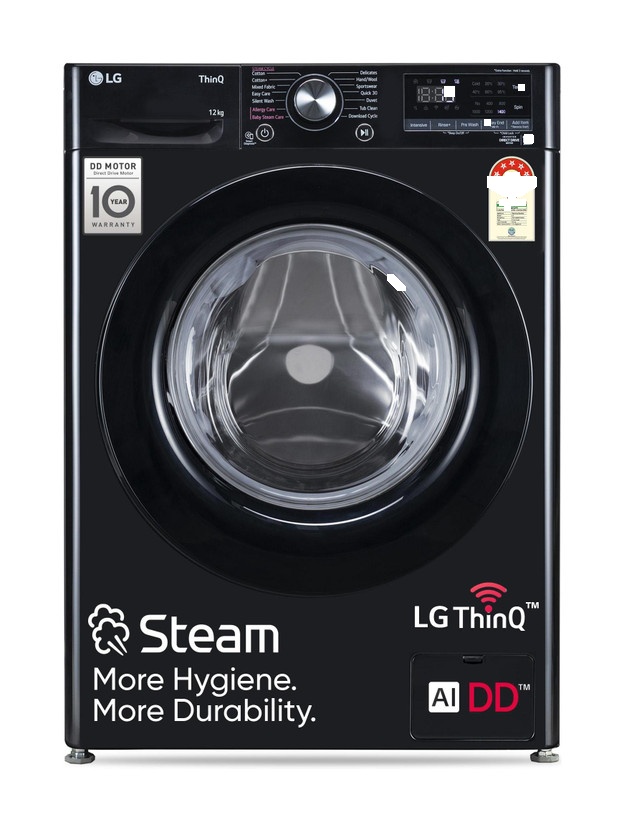 LG
ThinQ
12kg
Cotton
Cotton+
Mixed Fabric
Easy Care
Silent Wash
Allergy Care
Baby Steam Care
Delicates
Hand/Wool
Sportswear
Quick 30
Duvet
Tub Clean
Download Cycle
Spin
Intensive
Rinse+
Pre Wash
Add Item
DD MOTOR
Direct Drive Motor
10 YEAR
WARRANTY
Steam
More Hygiene.
More Durability.
LG ThinQ™
AI DD™